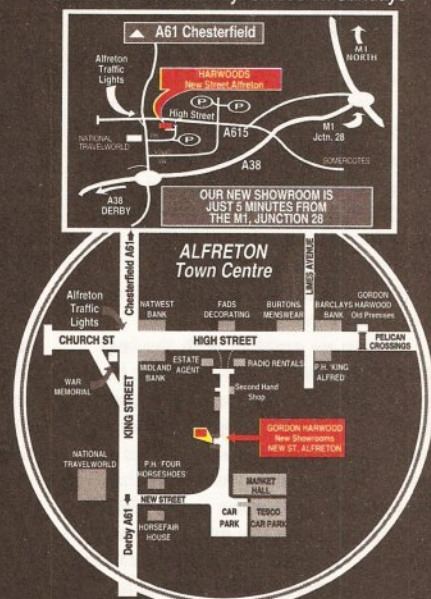 A61 Chesterfield
M1
NORTH
Alfreton
Traffic
Lights
HARWOODS
New Street Alfreton
P
P
High Street
P
NATIONAL
TRAVELWORLD
A615
M1
Jctn. 28
A38
SOMERCOTES
A38
DERBY
OUR NEW SHOWROOM IS
JUST 5 MINUTES FROM
THE M1, JUNCTION 28
ALFRETON
Town Centre
Chesterfield A61
LIMES AVENUE
Alfreton
Traffic
Lights
NATWEST
BANK
FADS
DECORATING
BURTONS
MENSWEAR
BARCLAYS
BANK
GORDON
HARWOOD
Old Premises
CHURCH ST
HIGH STREET
PELICAN
CROSSINGS
WAR
MEMORIAL
MIDLAND
BANK
ESTATE
AGENT
RADIO RENTALS
P.H. 'KING
ALFRED'
KING STREET
Second Hand
Shop
GORDON HARWOOD
New Showrooms
NEW ST, ALFRETON
NATIONAL
TRAVELWORLD
P.H. 'FOUR
HORSESHOES'
MARKET
HALL
NEW STREET
CAR
PARK
TESCO
CAR PARK
HORSEFAIR
HOUSE
Derby A61